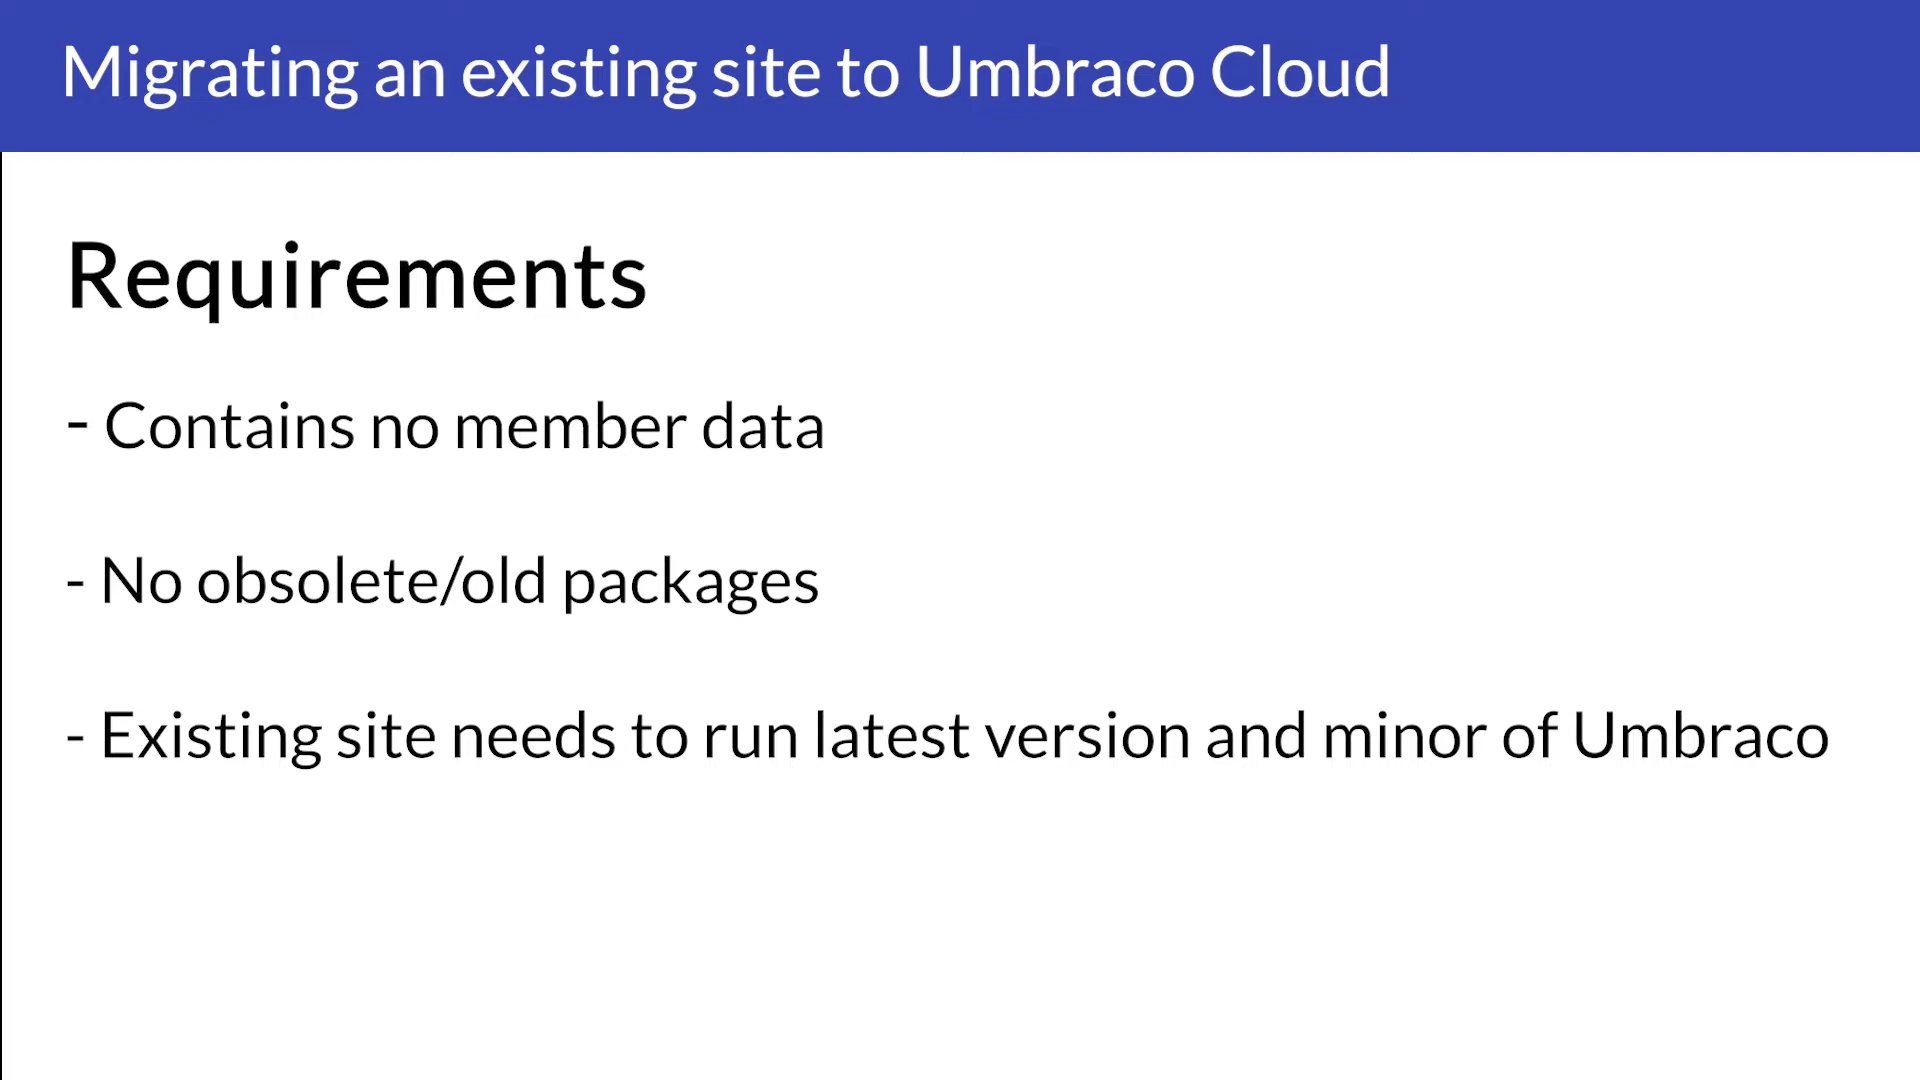 Migrating an existing site to Umbraco Cloud
Requirements
- Contains no member data
- No obsolete/old packages
- Existing site needs to run latest version and minor of Umbraco